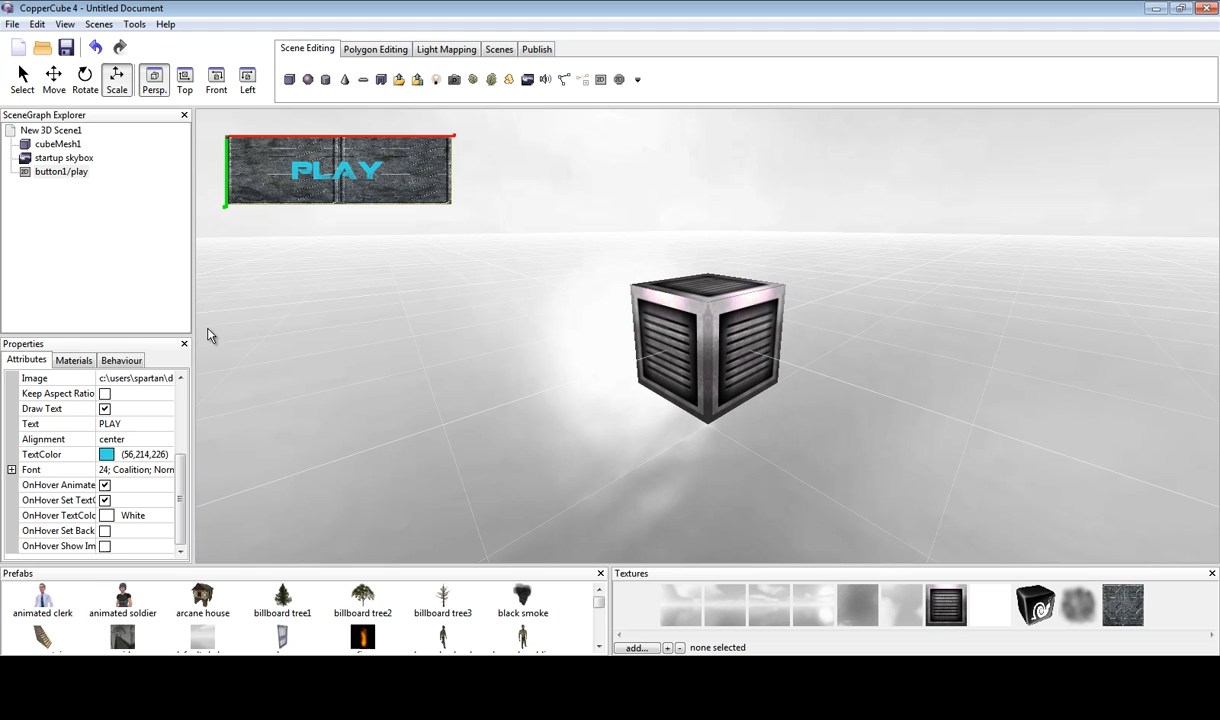 CopperCube 4 - Untitled Document
File Edit View Scenes Tools Help
Scene Editing Polygon Editing Light Mapping Scenes Publish
Select Move Rotate Scale Persp. Top Front Left
SceneGraph Explorer
New 3D Scene1
cubeMesh1
startup skybox
button1/play
PLAY
Properties
Attributes Materials Behaviour
Image c:\users\spartan\d
Keep Aspect Ratio
Draw Text
Text PLAY
Alignment center
TextColor (56,214,226)
Font 24; Coalition; Norn
OnHover Animate
OnHover Set Text
OnHover TextColo White
OnHover Set Back
OnHover Show Im
Prefabs
animated clerk animated soldier arcane house billboard tree1 billboard tree2 billboard tree3 black smoke
Textures
add... + - none selected